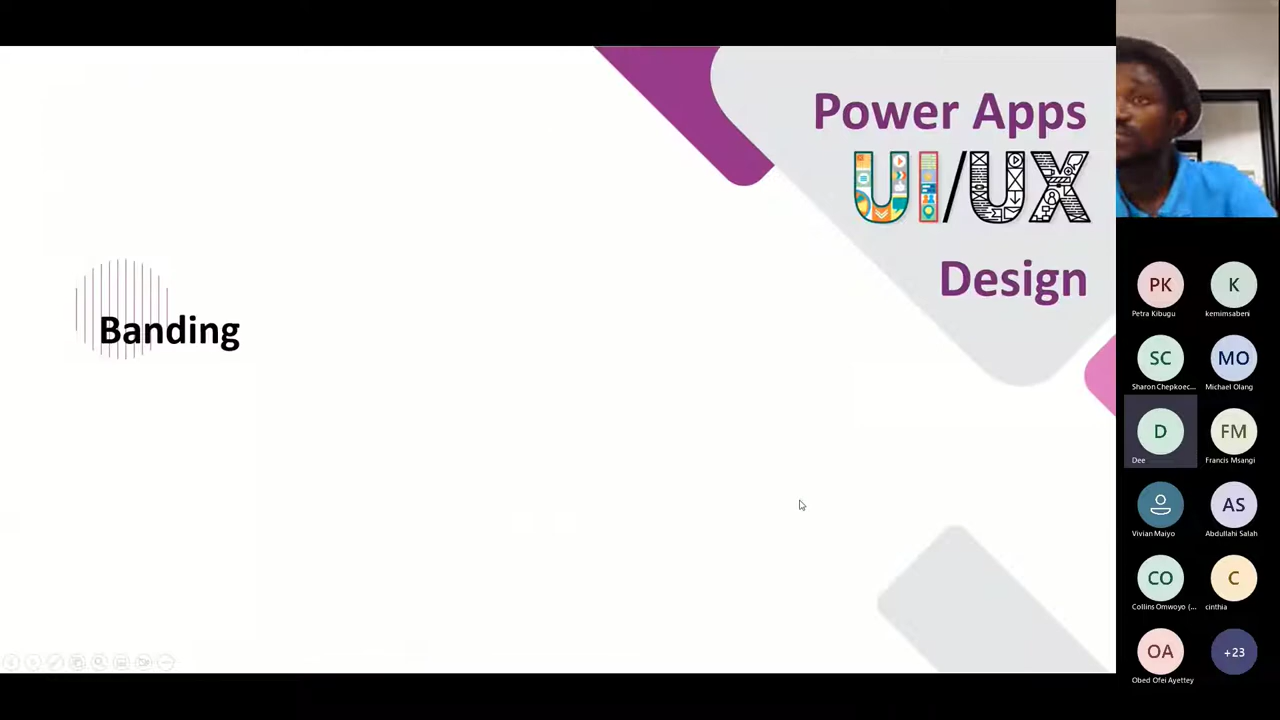 Power Apps
UI/UX
Design
Banding
PK
Petra Kibugu
K
kemimsabeni
SC
Sharon Chepkoec...
MO
Michael Olang
D
Dee
FM
Francis Msangi
Vivian Maiyo
AS
Abdullahi Salah
CO
Collins Omwoyo (...
C
cinthia
OA
Obed Ofei Ayettey
+23